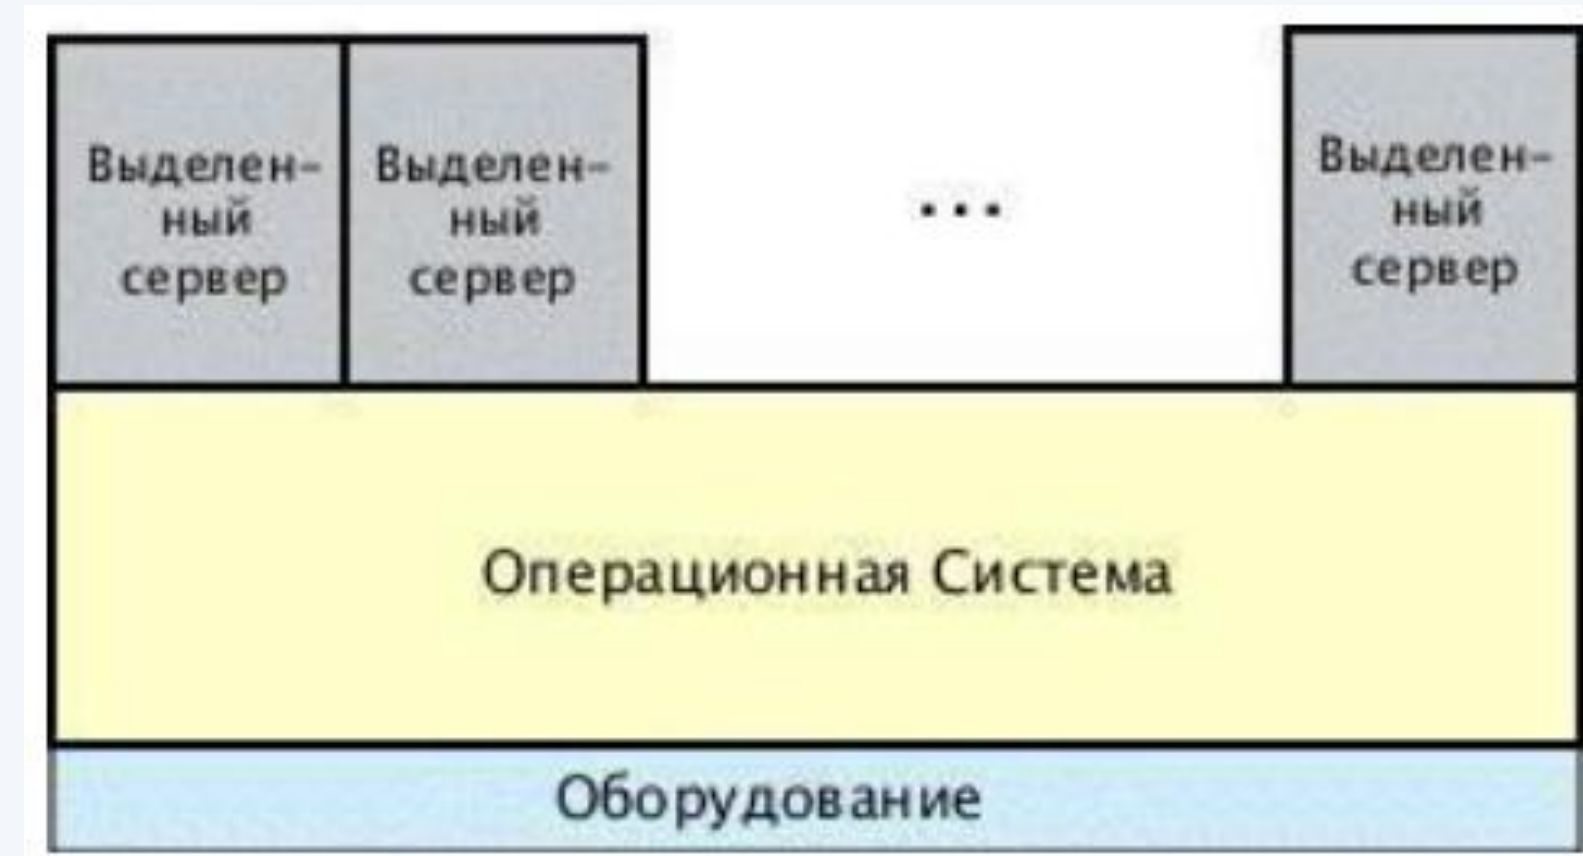 Выделен-
ный
сервер
Выделен-
ный
сервер
...
Выделен-
ный
сервер
Операционная Система
Оборудование